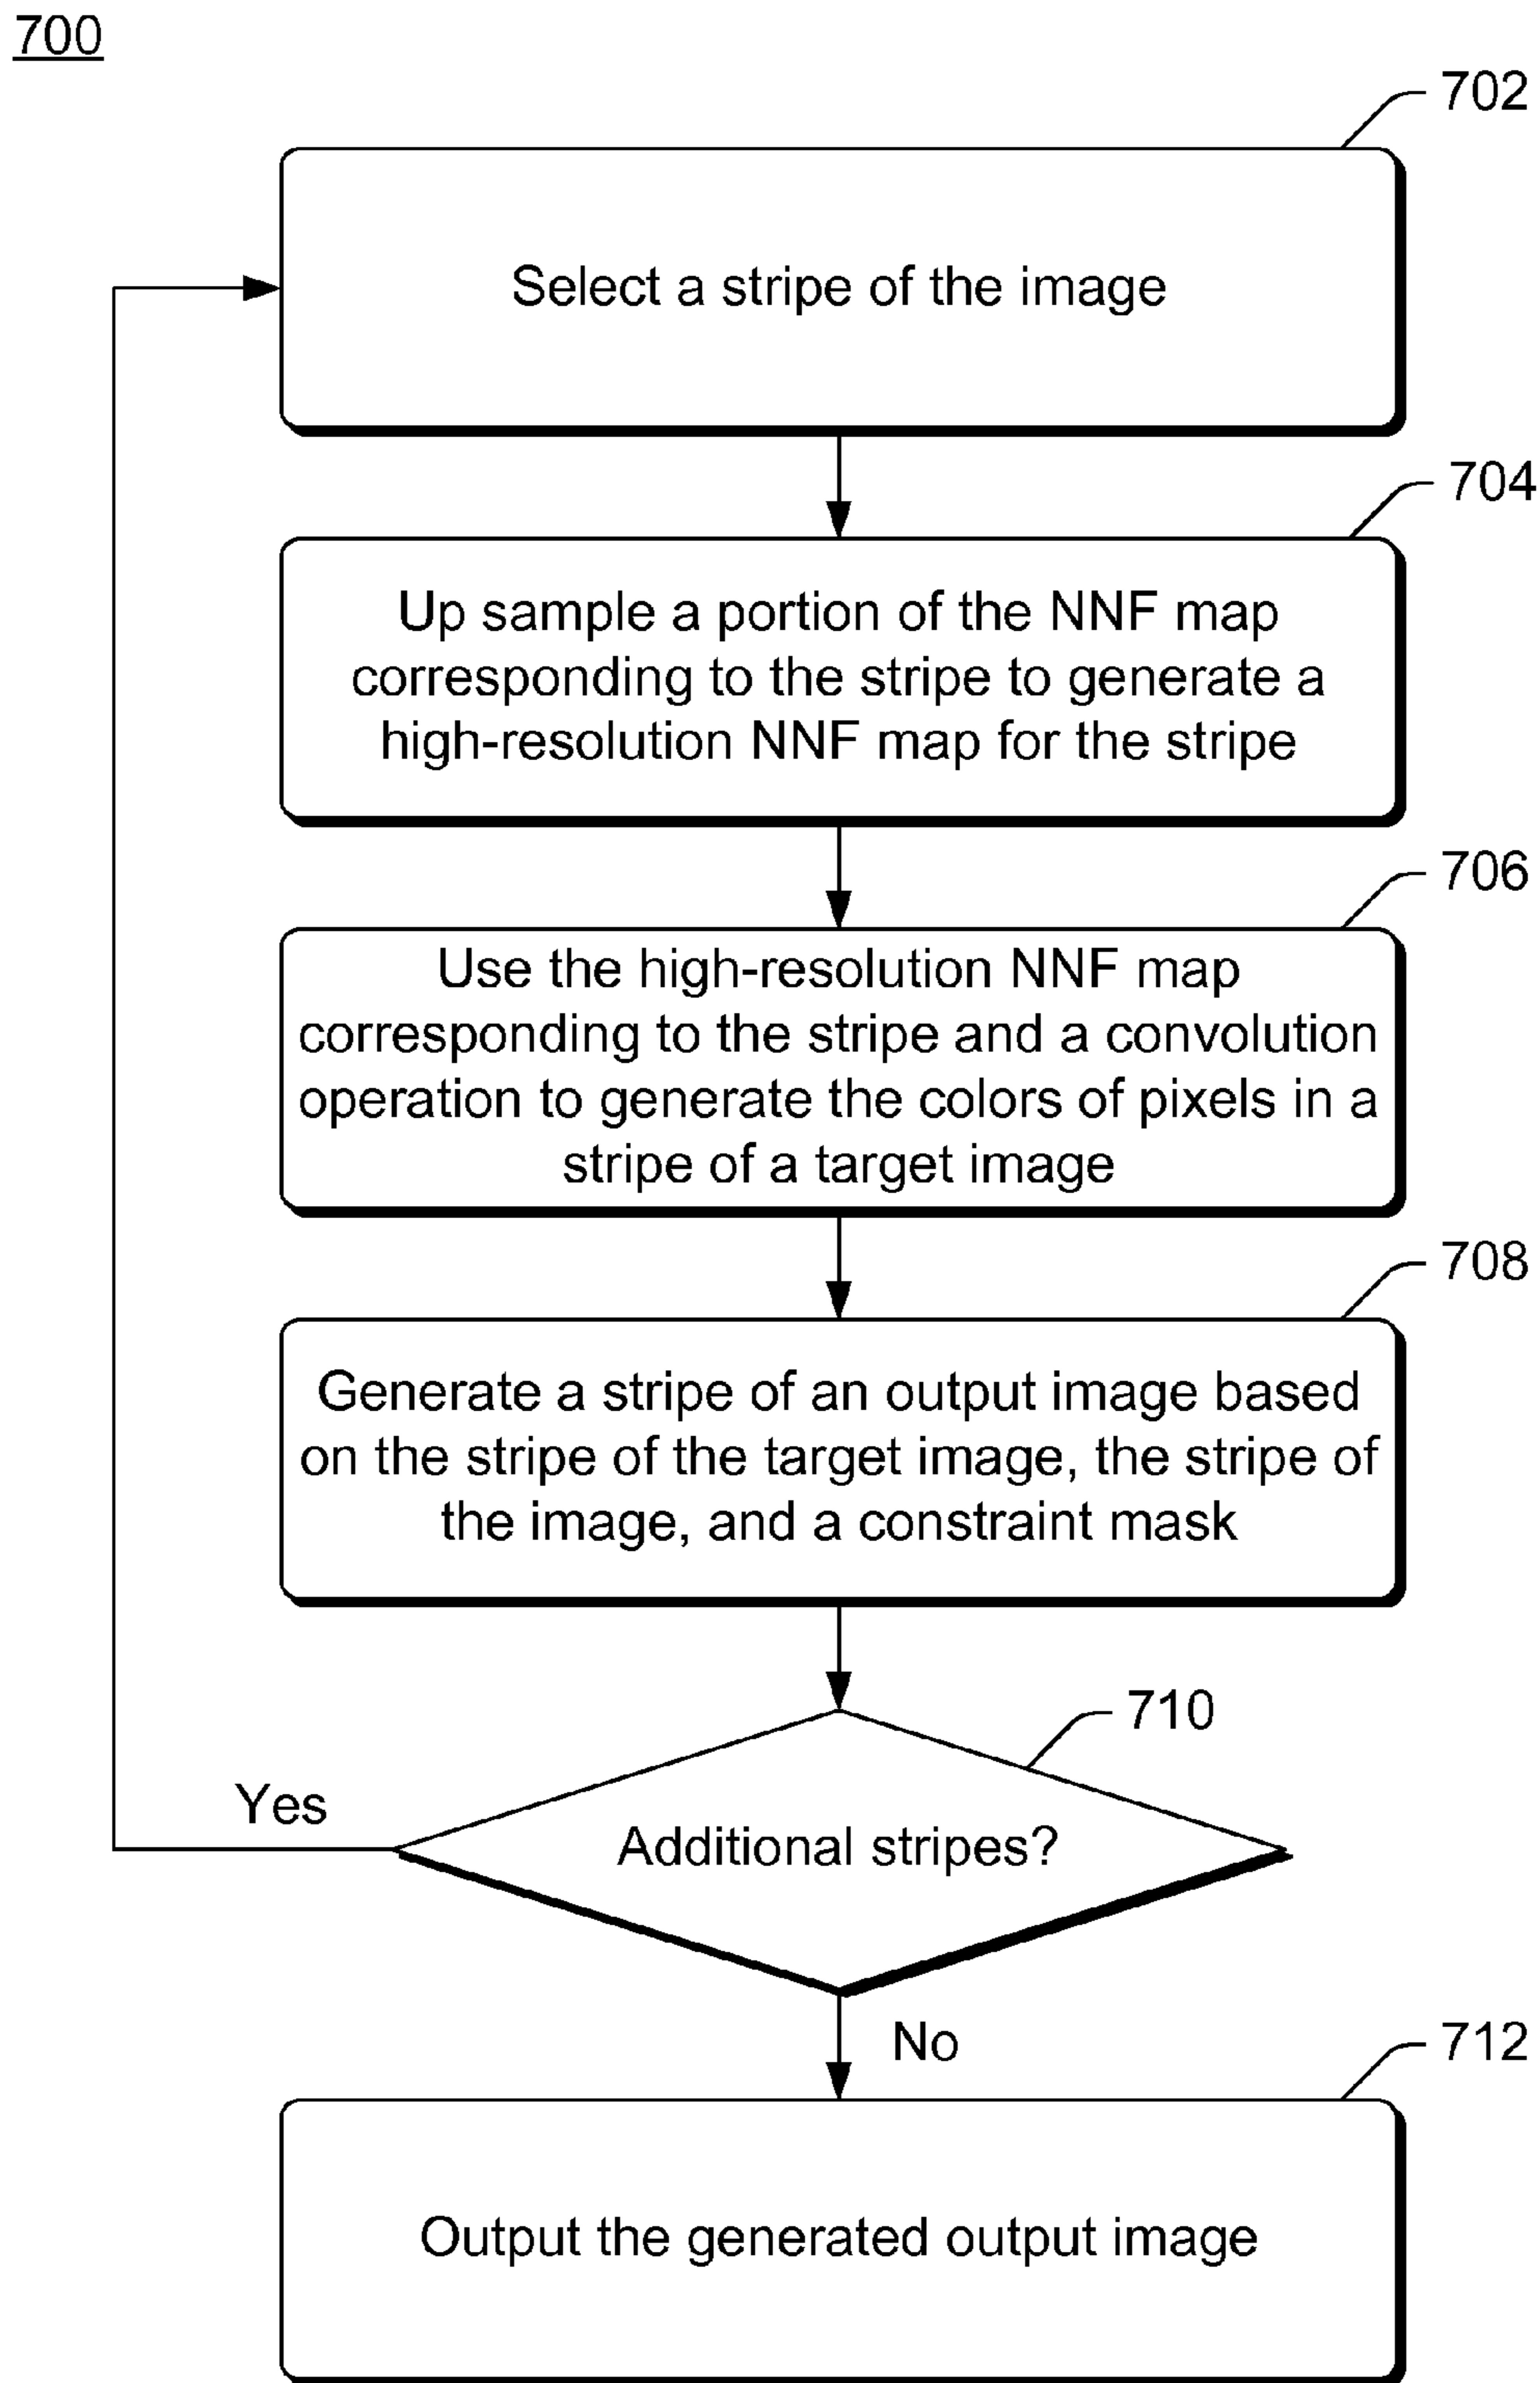 700
702
Select a stripe of the image
704
Up sample a portion of the NNF map
corresponding to the stripe to generate a
high-resolution NNF map for the stripe
706
Use the high-resolution NNF map
corresponding to the stripe and a convolution
operation to generate the colors of pixels in a
stripe of a target image
708
Generate a stripe of an output image based
on the stripe of the target image, the stripe of
the image, and a constraint mask
710
Yes
Additional stripes?
No
712
Output the generated output image